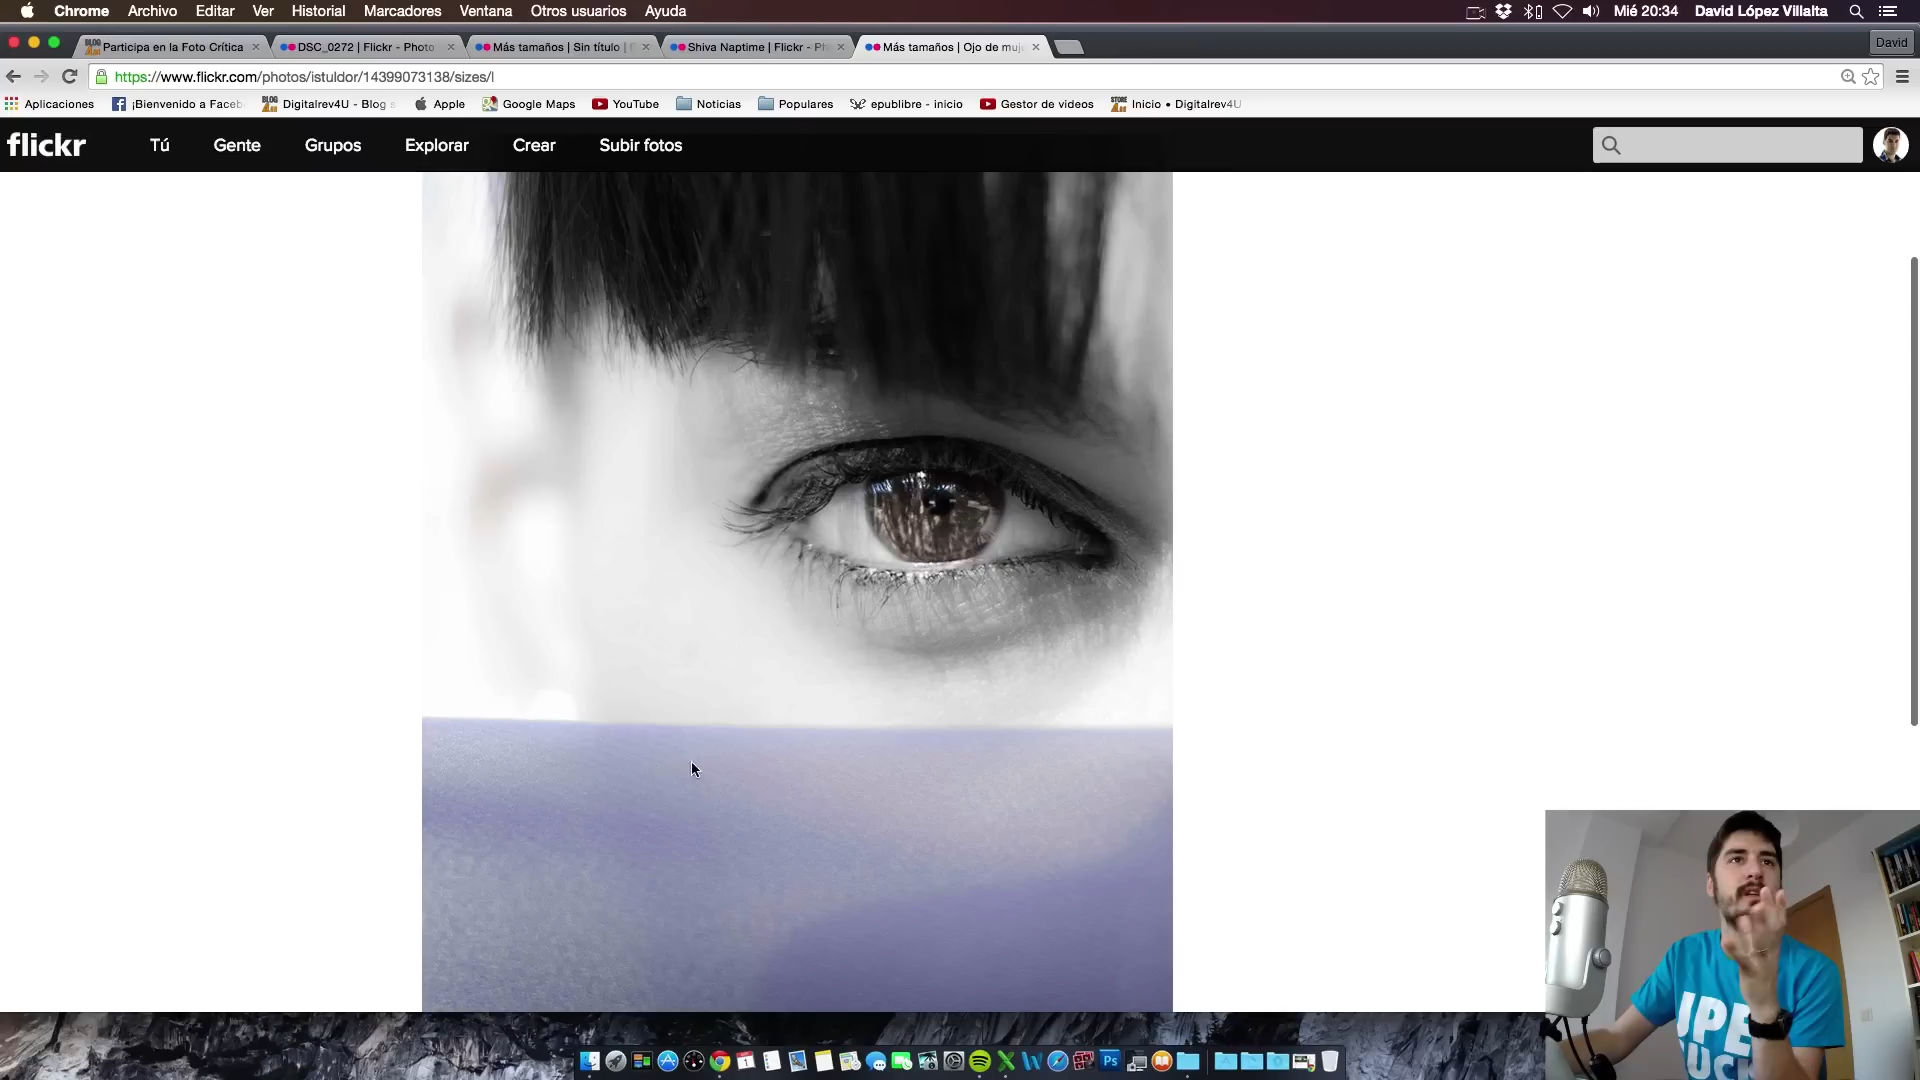 Chrome Archivo Editar Ver Historial Marcadores Ventana Otros usuarios Ayuda Mié 20:34 David López Villalta
Participa en la Foto Crítica DSC_0272 | Flickr - Photo Más tamaños | Sin título | Shiva Naptime | Flickr - Ph Más tamaños | Ojo de muj David
https://www.flickr.com/photos/istuldor/14399073138/sizes/l
Aplicaciones ¡Bienvenido a Faceb Digitalrev4U - Blog s Apple Google Maps YouTube Noticias Populares epublibre - inicio Gestor de videos Inicio • Digitalrev4U
flickr Tú Gente Grupos Explorar Crear Subir fotos